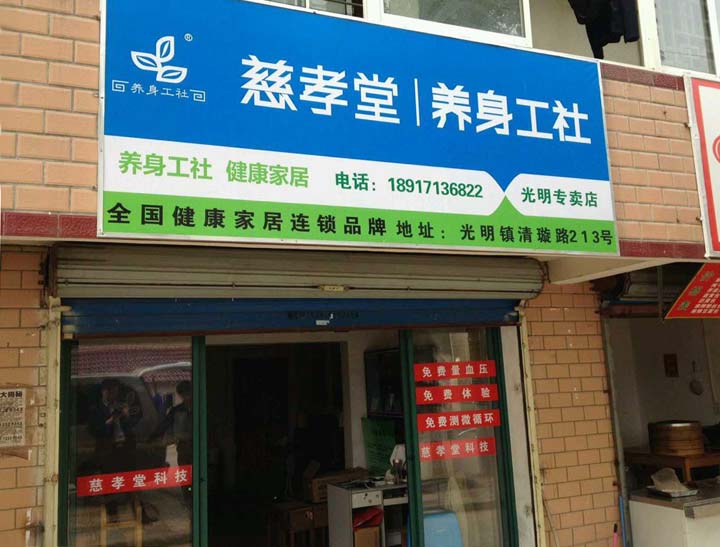 ®
养身工社
慈孝堂|养身工社
养身工社 健康家居 电话：18917136822 光明专卖店
全国健康家居连锁品牌 地址：光明镇清璇路213号
免费量血压
免费 体验
免费测微循环
慈孝堂科技
慈孝堂科技